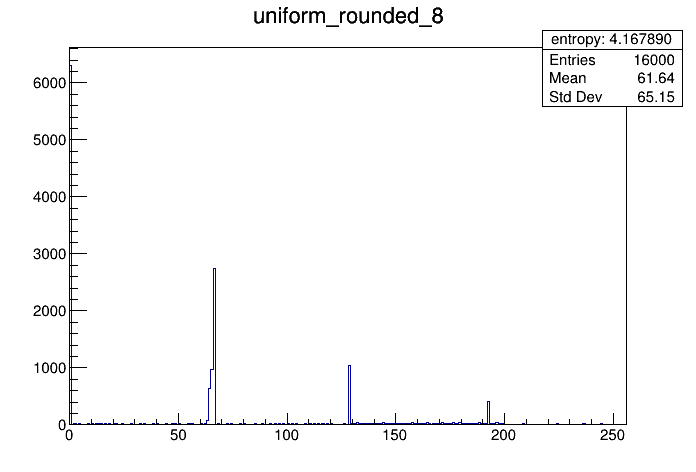 uniform_rounded_8
entropy: 4.167890
Entries 16000
Mean 61.64
Std Dev 65.15
6000
5000
4000
3000
2000
1000
0
0 50 100 150 200 250